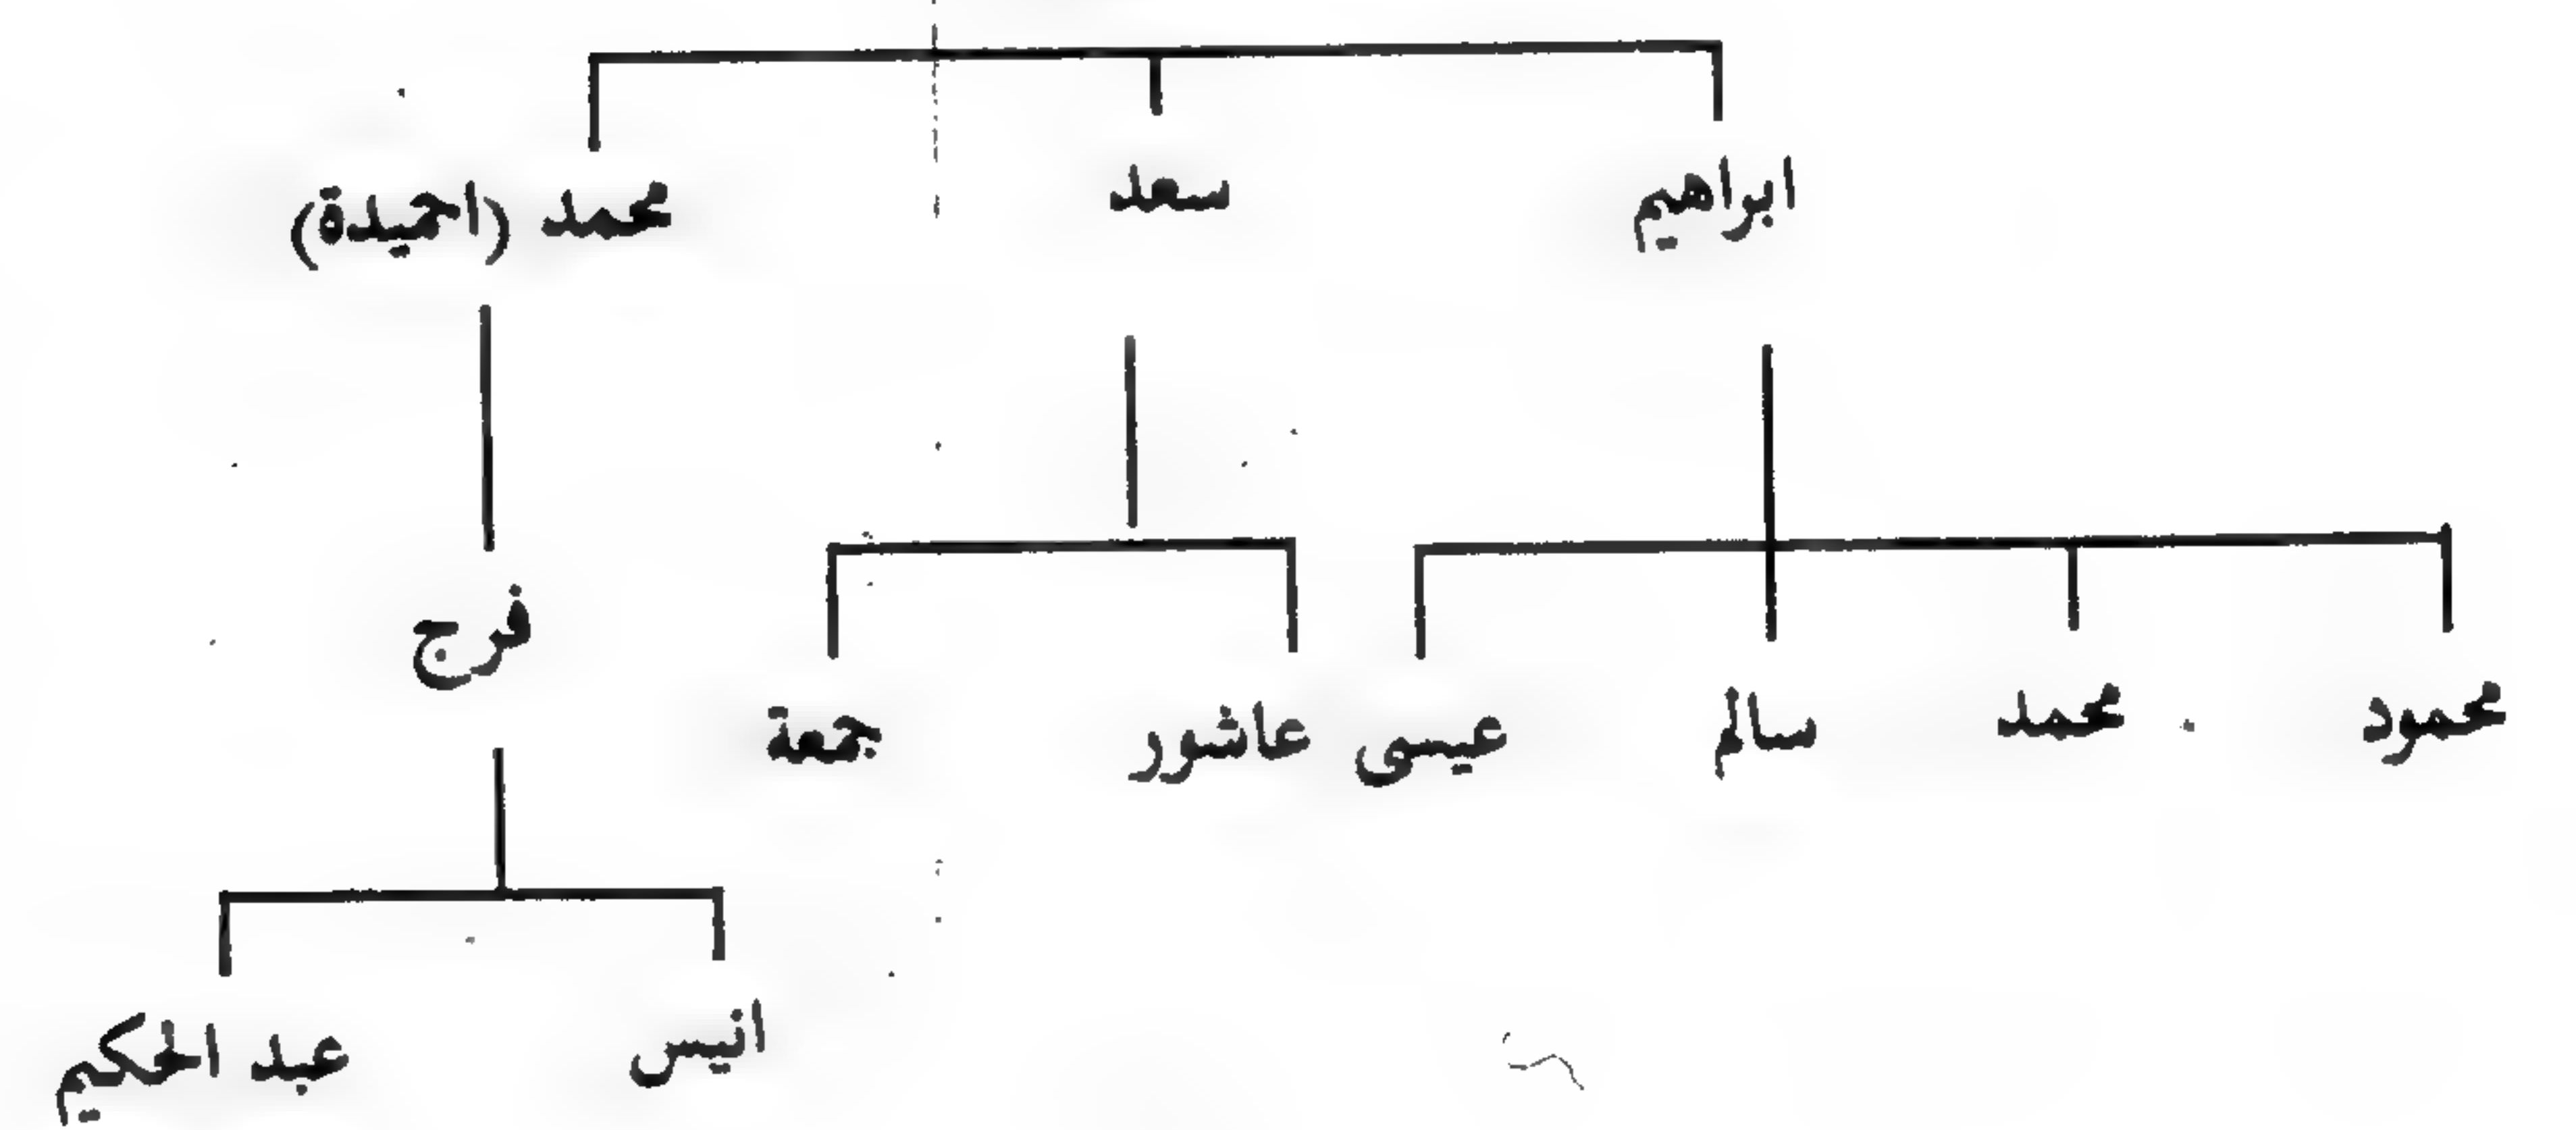 ابراهيم سعد محمد (احميدة)
فرج
محمود محمد سالم عيسى عاشور جمعة
انيس عبد الحكيم